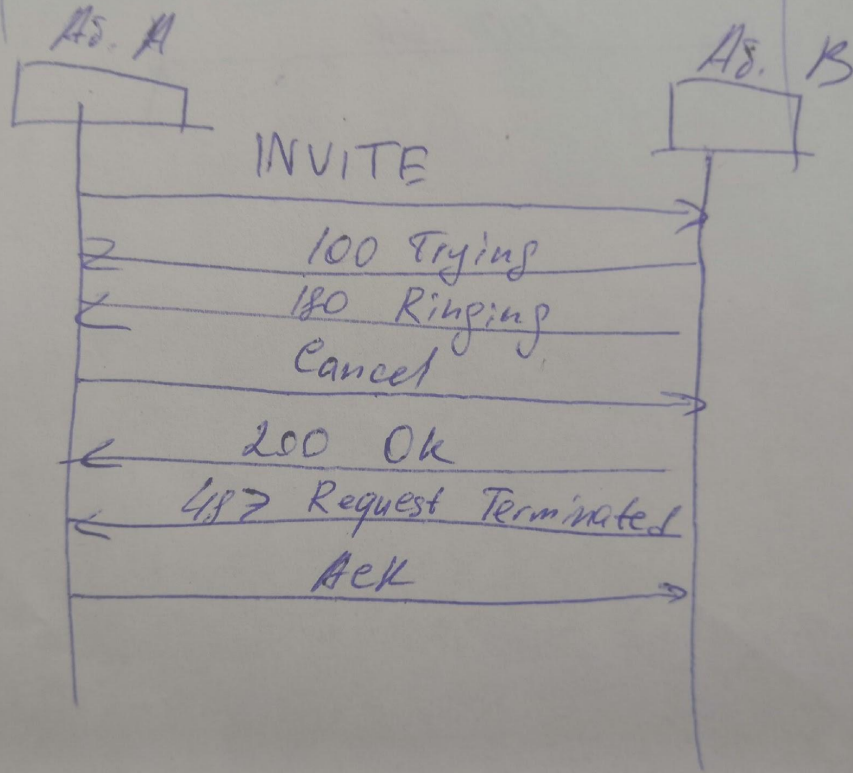 Аб. А
Аб. В
INVITE
100 Trying
180 Ringing
Cancel
200 Ok
487 Request Terminated
Ack